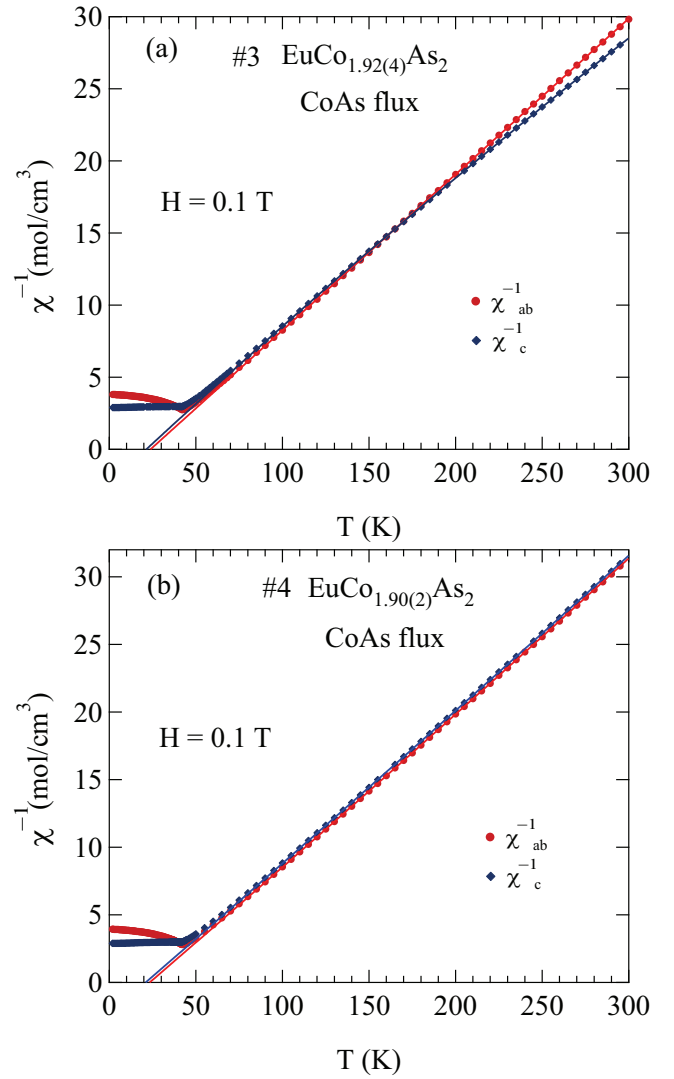 (a)
#3 EuCo1.92(4)As2
CoAs flux
H = 0.1 T
χ−1ab
χ−1c
χ−1(mol/cm3)
30
25
20
15
10
5
0
0 50 100 150 200 250 300
T (K)
(b)
#4 EuCo1.90(2)As2
CoAs flux
H = 0.1 T
χ−1ab
χ−1c
χ−1(mol/cm3)
30
25
20
15
10
5
0
0 50 100 150 200 250 300
T (K)